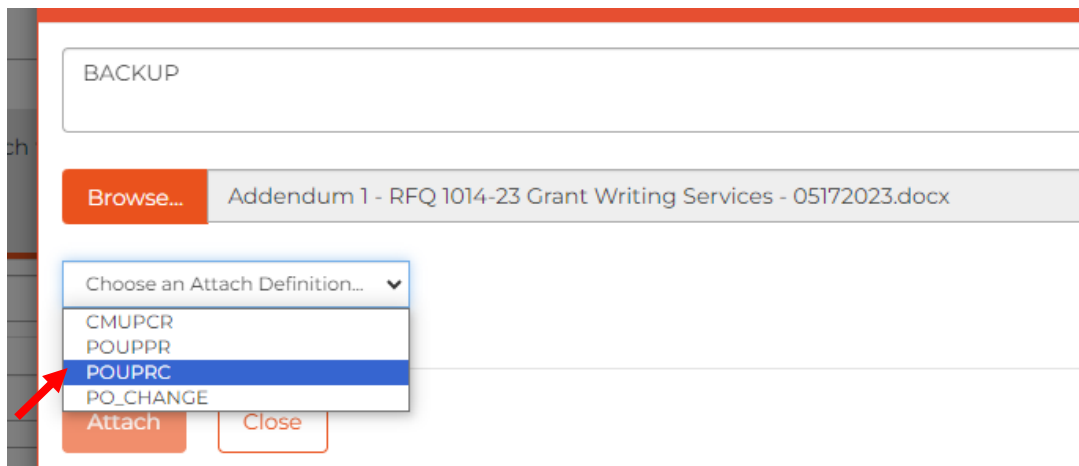 BACKUP
ch
Browse... Addendum 1 - RFQ 1014-23 Grant Writing Services - 05172023.docx
Choose an Attach Definition...
CMUPCR
POUPPR
POUPRC
PO_CHANGE
Attach Close